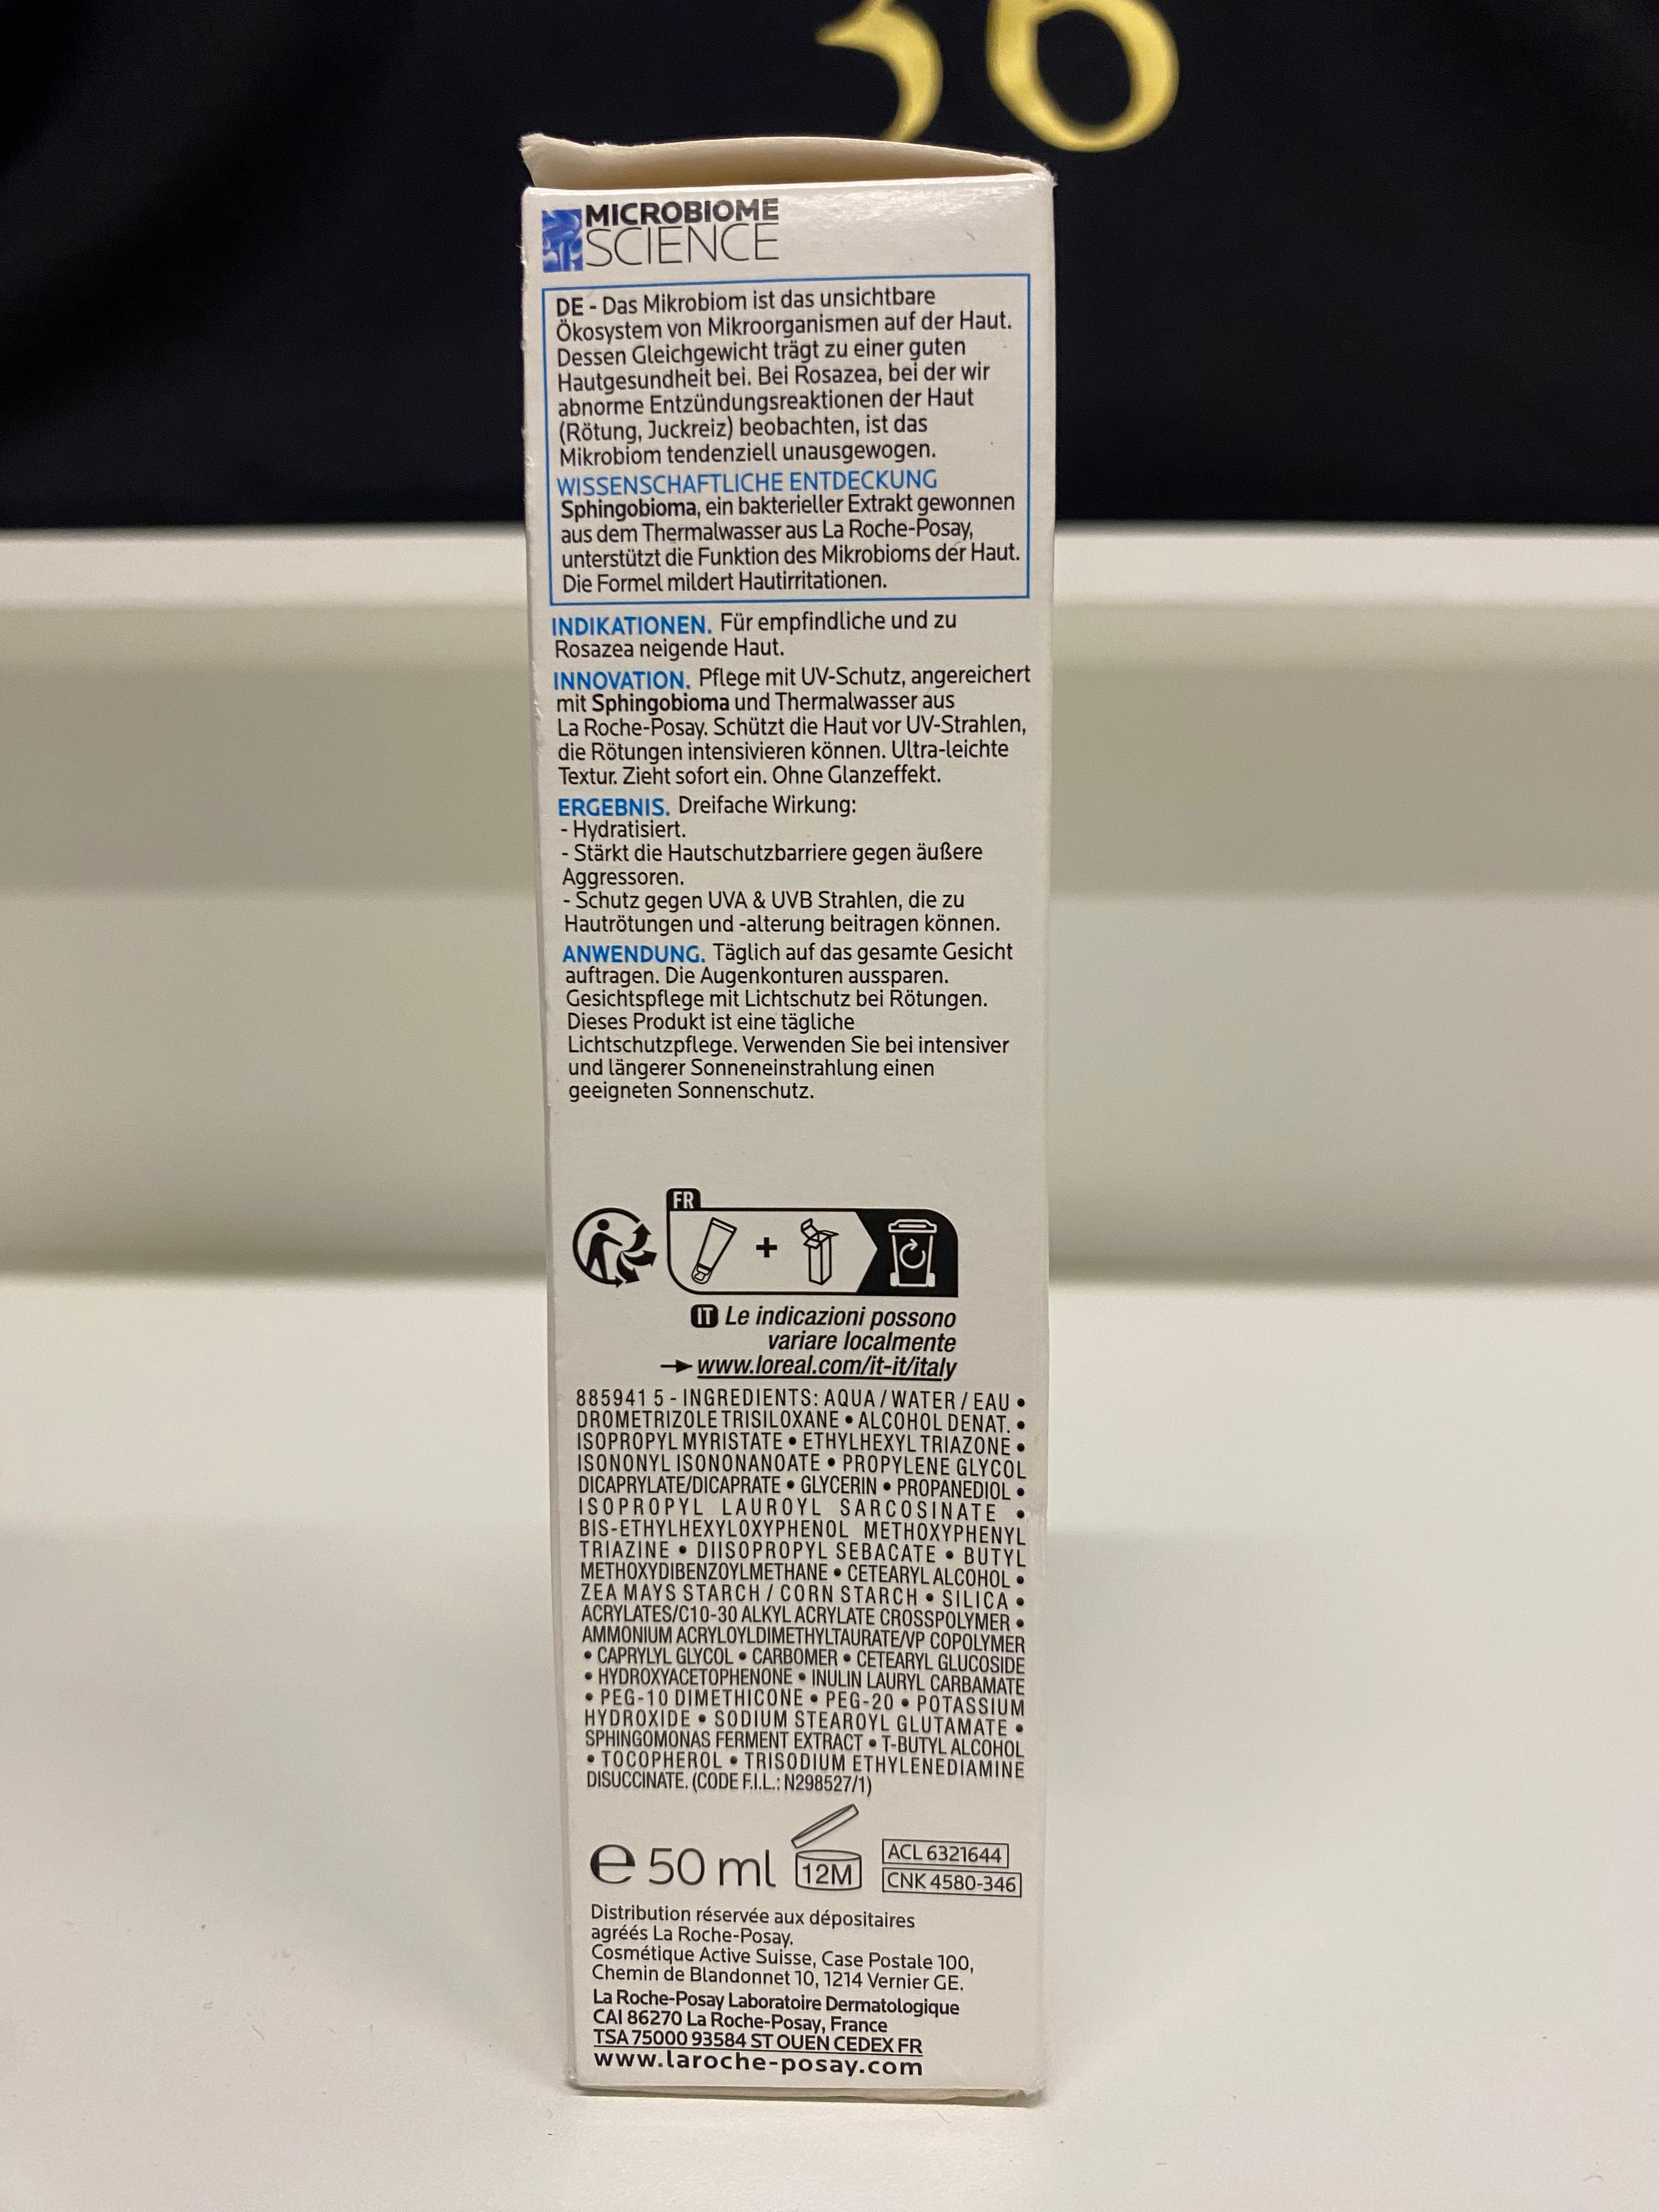 36
MICROBIOME
SCIENCE
DE - Das Mikrobiom ist das unsichtbare
Ökosystem von Mikroorganismen auf der Haut.
Dessen Gleichgewicht trägt zu einer guten
Hautgesundheit bei. Bei Rosazea, bei der wir
abnorme Entzündungsreaktionen der Haut
(Rötung, Juckreiz) beobachten, ist das
Mikrobiom tendenziell unausgewogen.
WISSENSCHAFTLICHE ENTDECKUNG
Sphingobioma, ein bakterieller Extrakt gewonnen
aus dem Thermalwasser aus La Roche-Posay,
unterstützt die Funktion des Mikrobioms der Haut.
Die Formel mildert Hautirritationen.
INDIKATIONEN. Für empfindliche und zu
Rosazea neigende Haut.
INNOVATION. Pflege mit UV-Schutz, angereichert
mit Sphingobioma und Thermalwasser aus
La Roche-Posay. Schützt die Haut vor UV-Strahlen,
die Rötungen intensivieren können. Ultra-leichte
Textur. Zieht sofort ein. Ohne Glanzeffekt.
ERGEBNIS. Dreifache Wirkung:
- Hydratisiert.
- Stärkt die Hautschutzbarriere gegen äußere
Aggressoren.
- Schutz gegen UVA & UVB Strahlen, die zu
Hautrötungen und -alterung beitragen können.
ANWENDUNG. Täglich auf das gesamte Gesicht
auftragen. Die Augenkonturen aussparen.
Gesichtspflege mit Lichtschutz bei Rötungen.
Dieses Produkt ist eine tägliche
Lichtschutzpflege. Verwenden Sie bei intensiver
und längerer Sonneneinstrahlung einen
geeigneten Sonnenschutz.
FR
+
IT Le indicazioni possono
variare localmente
→ www.loreal.com/it-it/italy
885941 5 - INGREDIENTS: AQUA / WATER / EAU •
DROMETRIZOLE TRISILOXANE • ALCOHOL DENAT. •
ISOPROPYL MYRISTATE • ETHYLHEXYL TRIAZONE •
ISONONYL ISONONANOATE • PROPYLENE GLYCOL
DICAPRYLATE/DICAPRATE • GLYCERIN • PROPANEDIOL •
ISOPROPYL LAUROYL SARCOSINATE •
BIS-ETHYLHEXYLOXYPHENOL METHOXYPHENYL
TRIAZINE • DIISOPROPYL SEBACATE • BUTYL
METHOXYDIBENZOYLMETHANE • CETEARYL ALCOHOL •
ZEA MAYS STARCH / CORN STARCH • SILICA •
ACRYLATES/C10-30 ALKYL ACRYLATE CROSSPOLYMER •
AMMONIUM ACRYLOYLDIMETHYLTAURATE/VP COPOLYMER
• CAPRYLYL GLYCOL • CARBOMER • CETEARYL GLUCOSIDE
• HYDROXYACETOPHENONE • INULIN LAURYL CARBAMATE
• PEG-10 DIMETHICONE • PEG-20 • POTASSIUM
HYDROXIDE • SODIUM STEAROYL GLUTAMATE •
SPHINGOMONAS FERMENT EXTRACT • T-BUTYL ALCOHOL
• TOCOPHEROL • TRISODIUM ETHYLENEDIAMINE
DISUCCINATE. (CODE F.I.L.: N298527/1)
e 50 ml 12M
ACL 6321644
CNK 4580-346
Distribution réservée aux dépositaires
agréés La Roche-Posay.
Cosmétique Active Suisse, Case Postale 100,
Chemin de Blandonnet 10, 1214 Vernier GE.
La Roche-Posay Laboratoire Dermatologique
CAI 86270 La Roche-Posay, France
TSA 75000 93584 ST OUEN CEDEX FR
www.laroche-posay.com